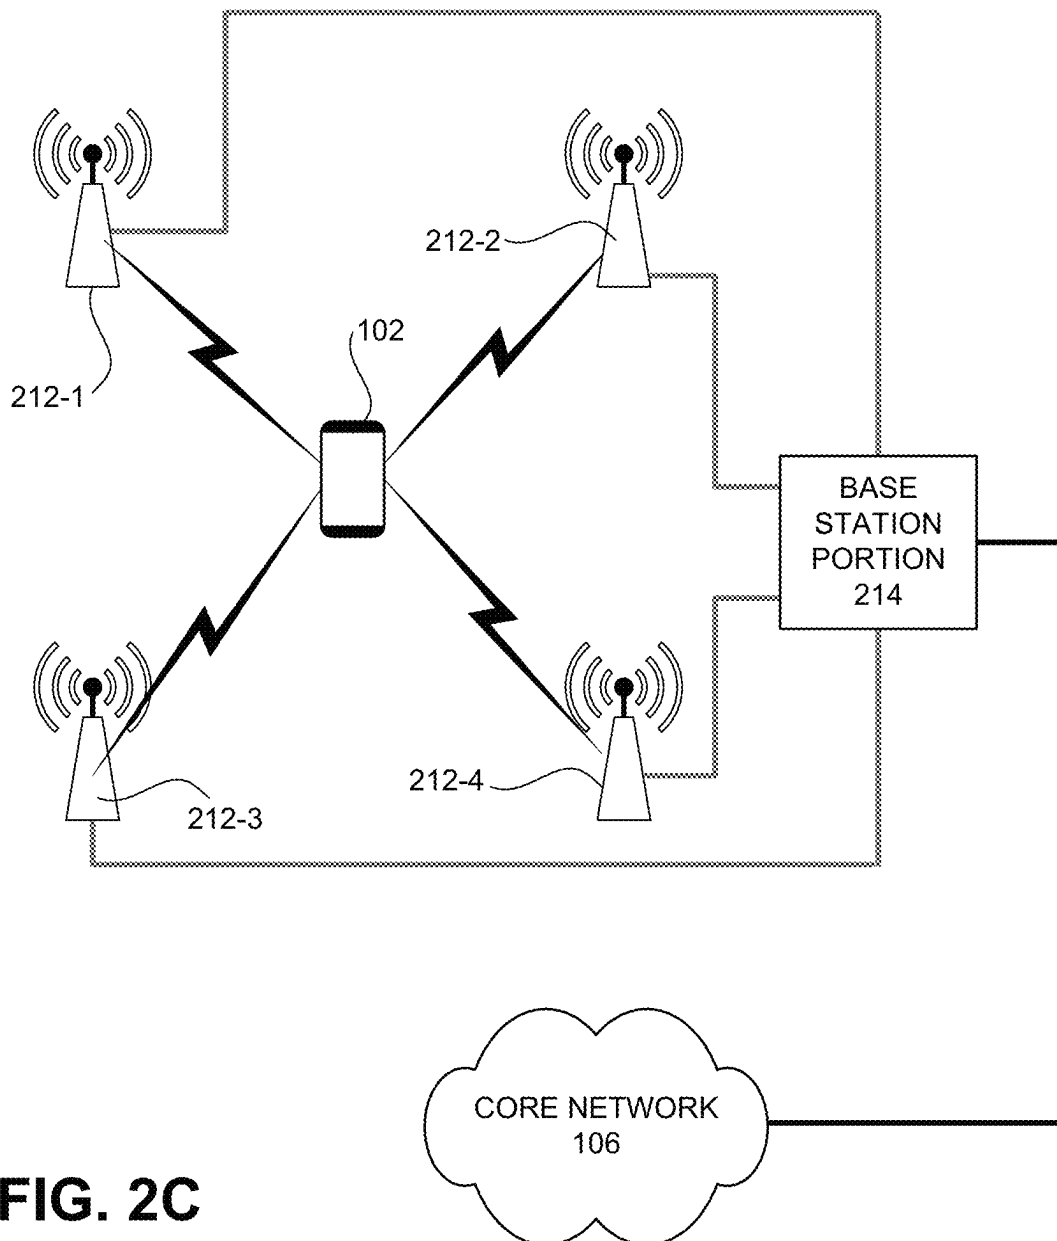 212-2
102
212-1
BASE
STATION
PORTION
214
212-4
212-3
CORE NETWORK
106
FIG. 2C